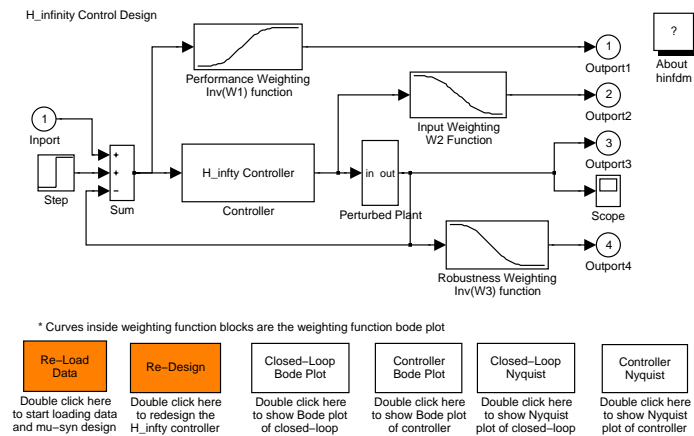 H_infinity Control Design
?
About
hinfdm
Performance Weighting
Inv(W1) function
1
Outport1
Input Weighting
W2 Function
2
Outport2
1
Inport
Step
+
+
−
Sum
H_infty Controller
Controller
in out
Perturbed Plant
3
Outport3
Scope
Robustness Weighting
Inv(W3) function
4
Outport4
* Curves inside weighting function blocks are the weighting function bode plot
Re−Load
Data
Double click here
to start loading data
and mu−syn design
Re−Design
Double click here
to redesign the
H_infty controller
Closed−Loop
Bode Plot
Double click here
to show Bode plot
of closed−loop
Controller
Bode Plot
Double click here
to show Bode plot
of controller
Closed−Loop
Nyquist
Double click here
to show Nyquist
plot of closed−loop
Controller
Nyquist
Double click here
to show Nyquist
plot of controller